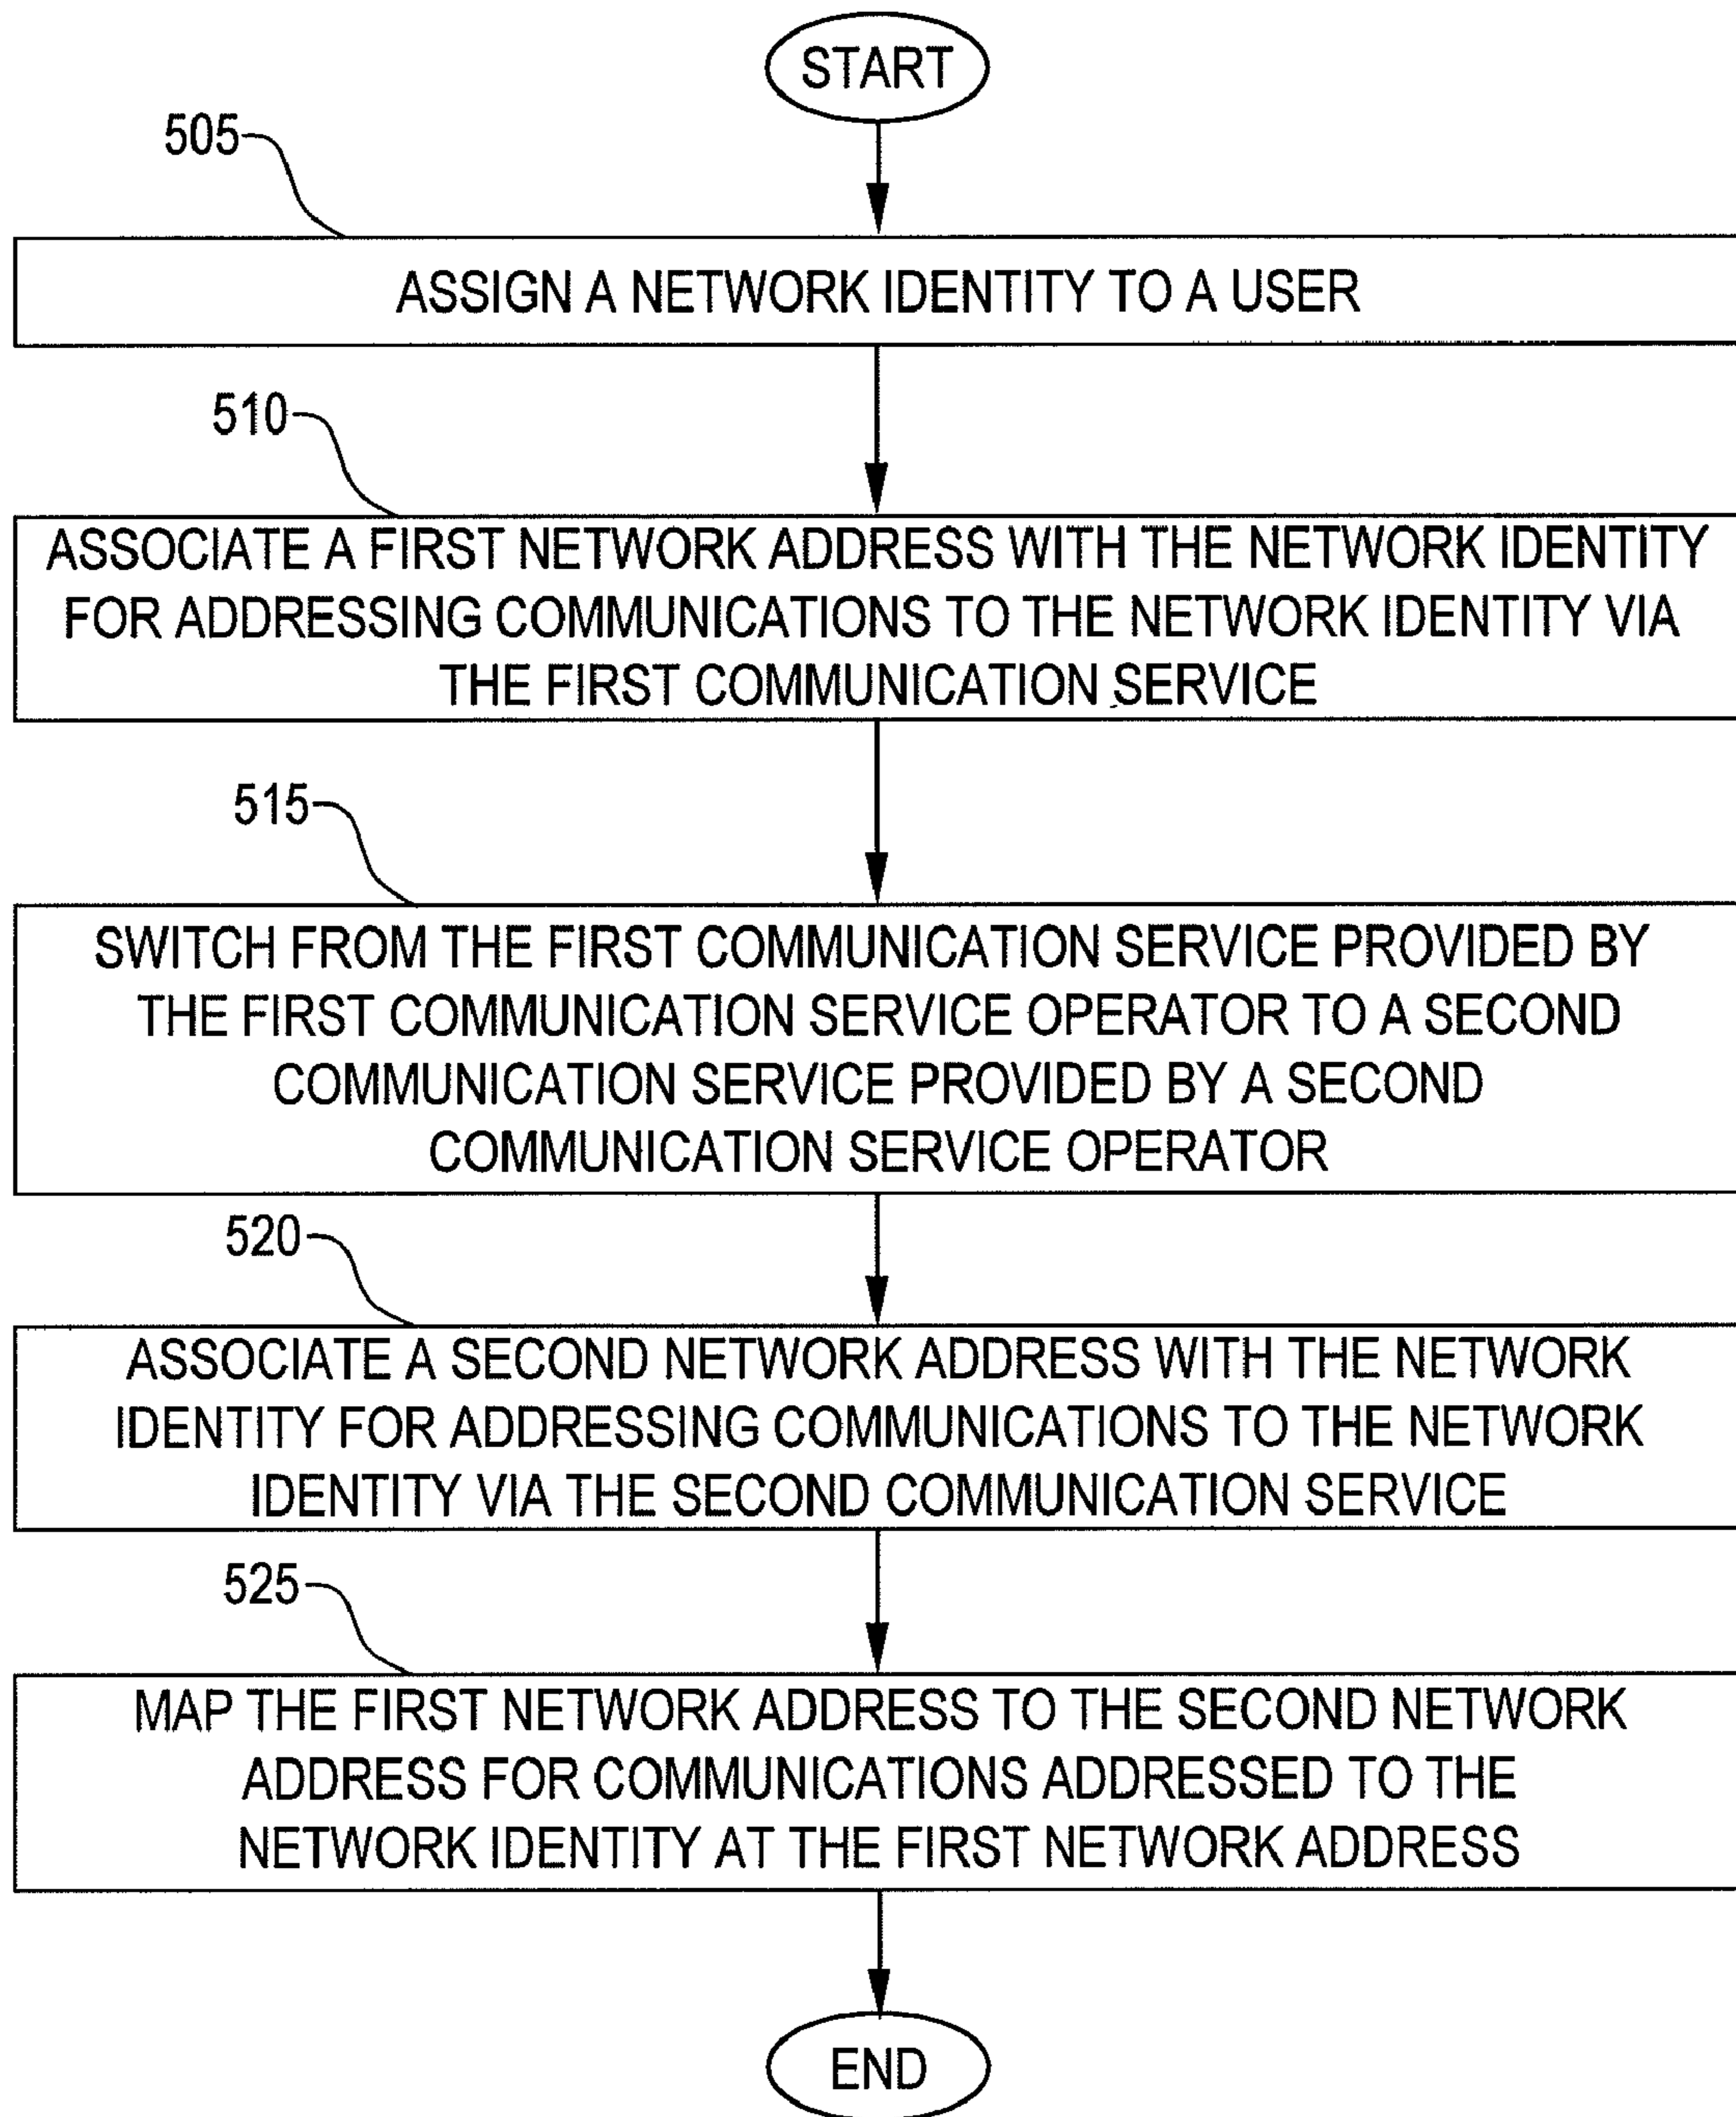 START
505
ASSIGN A NETWORK IDENTITY TO A USER
510
ASSOCIATE A FIRST NETWORK ADDRESS WITH THE NETWORK IDENTITY
FOR ADDRESSING COMMUNICATIONS TO THE NETWORK IDENTITY VIA
THE FIRST COMMUNICATION SERVICE
515
SWITCH FROM THE FIRST COMMUNICATION SERVICE PROVIDED BY
THE FIRST COMMUNICATION SERVICE OPERATOR TO A SECOND
COMMUNICATION SERVICE PROVIDED BY A SECOND
COMMUNICATION SERVICE OPERATOR
520
ASSOCIATE A SECOND NETWORK ADDRESS WITH THE NETWORK
IDENTITY FOR ADDRESSING COMMUNICATIONS TO THE NETWORK
IDENTITY VIA THE SECOND COMMUNICATION SERVICE
525
MAP THE FIRST NETWORK ADDRESS TO THE SECOND NETWORK
ADDRESS FOR COMMUNICATIONS ADDRESSED TO THE
NETWORK IDENTITY AT THE FIRST NETWORK ADDRESS
END